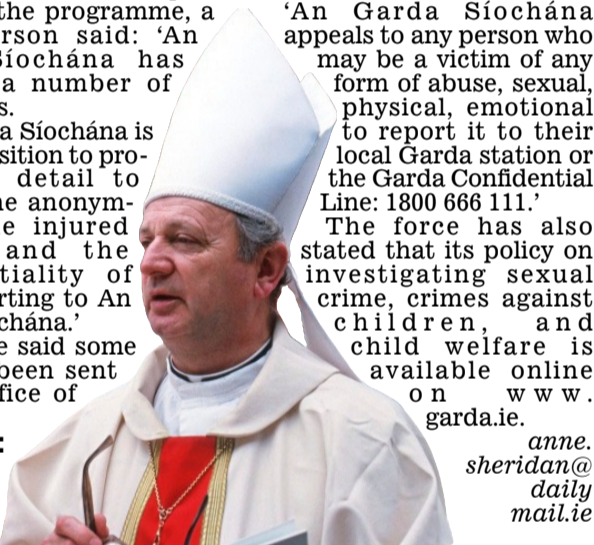 the programme, a
rson said: ‘An
Síochána has
a number of
s.
a Síochána is
sition to pro-
detail to
ne anonym-
e injured
and the
tiality of
rting to An
chána.’
e said some
been sent
fice of
:
‘An Garda Síochána
appeals to any person who
may be a victim of any
form of abuse, sexual,
physical, emotional
to report it to their
local Garda station or
the Garda Confidential
Line: 1800 666 111.’
The force has also
stated that its policy on
investigating sexual
crime, crimes against
children, and
child welfare is
available online
on www.
garda.ie.
anne.
sheridan@
daily
mail.ie